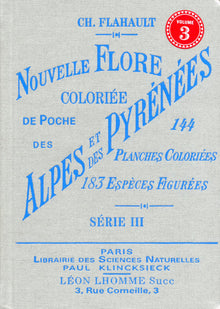 CH. FLAHAULT
VOLUME
3
NOUVELLE FLORE
COLORIÉE
DE POCHE
DES
ALPES ET DES PYRÉNÉES
144
PLANCHES COLORIÉES
183 ESPÈCES FIGURÉES
SÉRIE III
PARIS
LIBRAIRIE DES SCIENCES NATURELLES
PAUL KLINCKSIECK
LÉON LHOMME Succr
3, Rue Corneille, 3